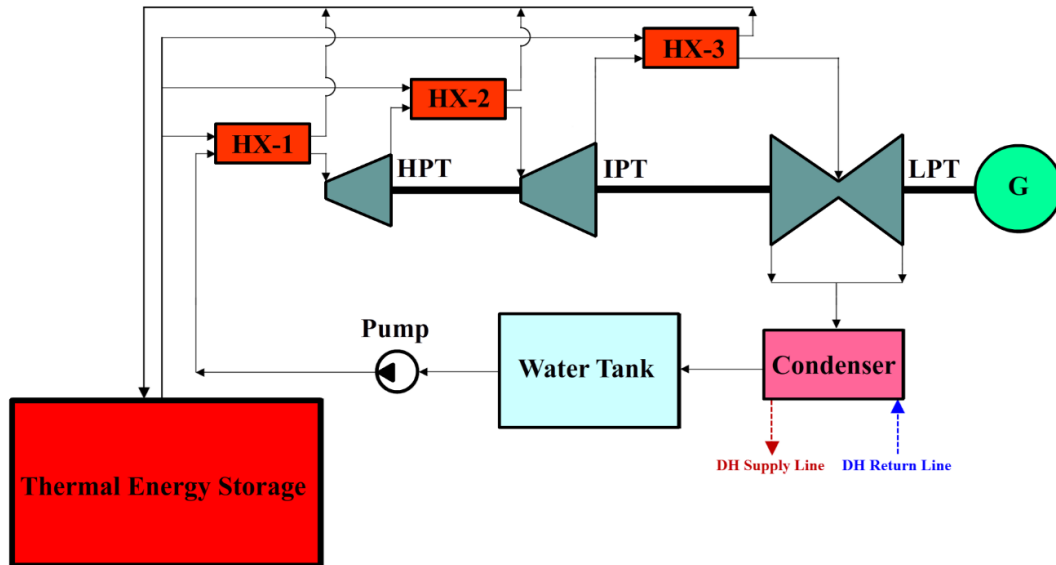 HX-3
HX-2
HX-1
HPT
IPT
LPT
G
Pump
Water Tank
Condenser
DH Supply Line
DH Return Line
Thermal Energy Storage